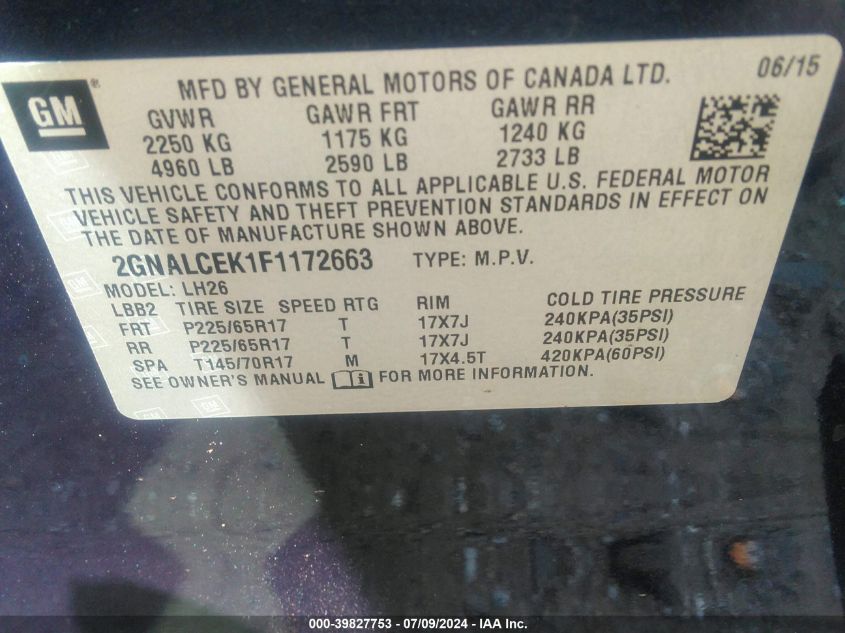 MFD BY GENERAL MOTORS OF CANADA LTD. 06/15
GM®
GVWR GAWR FRT GAWR RR
2250 KG 1175 KG 1240 KG
4960 LB 2590 LB 2733 LB
THIS VEHICLE CONFORMS TO ALL APPLICABLE U.S. FEDERAL MOTOR
VEHICLE SAFETY AND THEFT PREVENTION STANDARDS IN EFFECT ON
THE DATE OF MANUFACTURE SHOWN ABOVE.
2GNALCEK1F1172663 TYPE: M.P.V.
MODEL: LH26
LBB2 TIRE SIZE SPEED RTG RIM COLD TIRE PRESSURE
FRT P225/65R17 T 17X7J 240KPA(35PSI)
RR P225/65R17 T 17X7J 240KPA(35PSI)
SPA T145/70R17 M 17X4.5T 420KPA(60PSI)
SEE OWNER'S MANUAL FOR MORE INFORMATION.
000-39827753 - 07/09/2024 - IAA Inc.